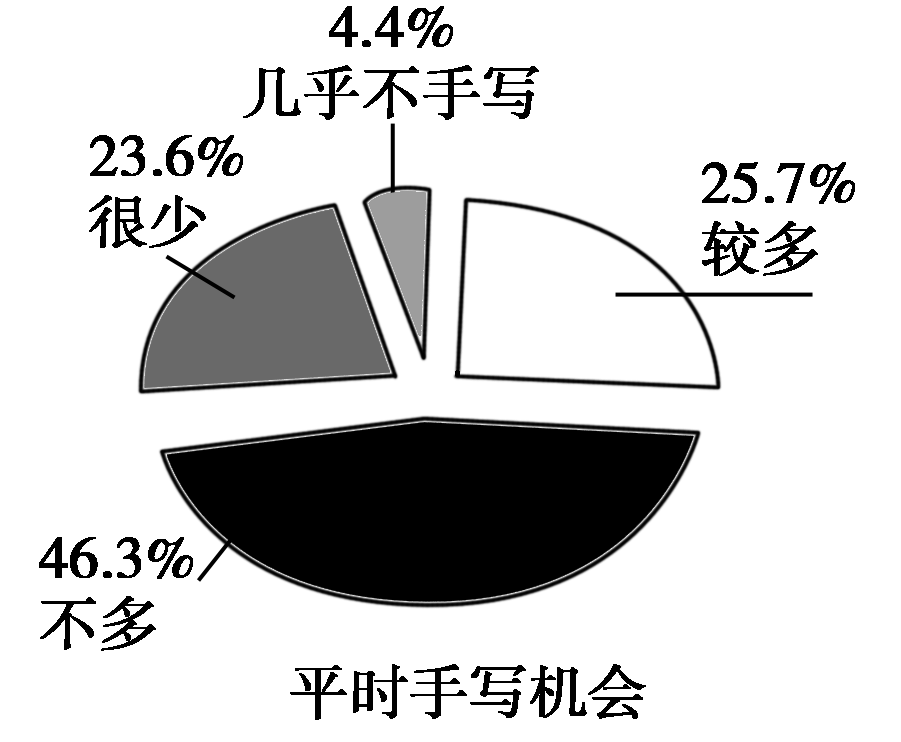 4.4%
几乎不手写
23.6%
很少
25.7%
较多
46.3%
不多
平时手写机会